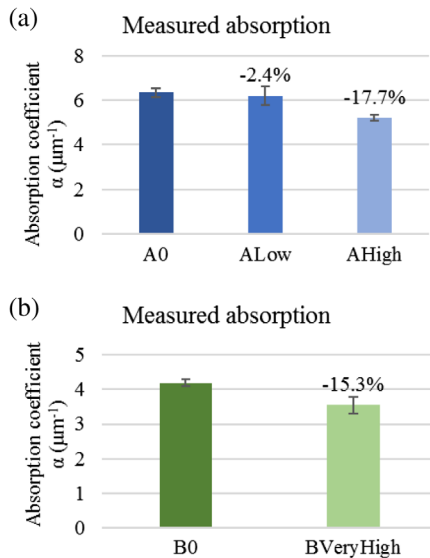 (a)
Measured absorption
Absorption coefficient
α (µm⁻¹)
8
6
4
2
0
-2.4%
-17.7%
A0 ALow AHigh
(b)
Measured absorption
Absorption coefficient
α (µm⁻¹)
5
4
3
2
1
0
-15.3%
B0 BVeryHigh